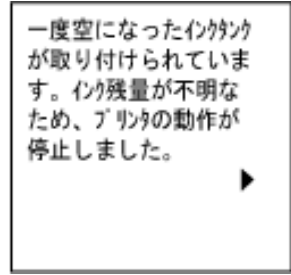 一度空になったｲﾝｸﾀﾝｸ
が取り付けられていま
す。ｲﾝｸ残量が不明な
ため、ﾌﾟﾘﾝﾀの動作が
停止しました。
▶